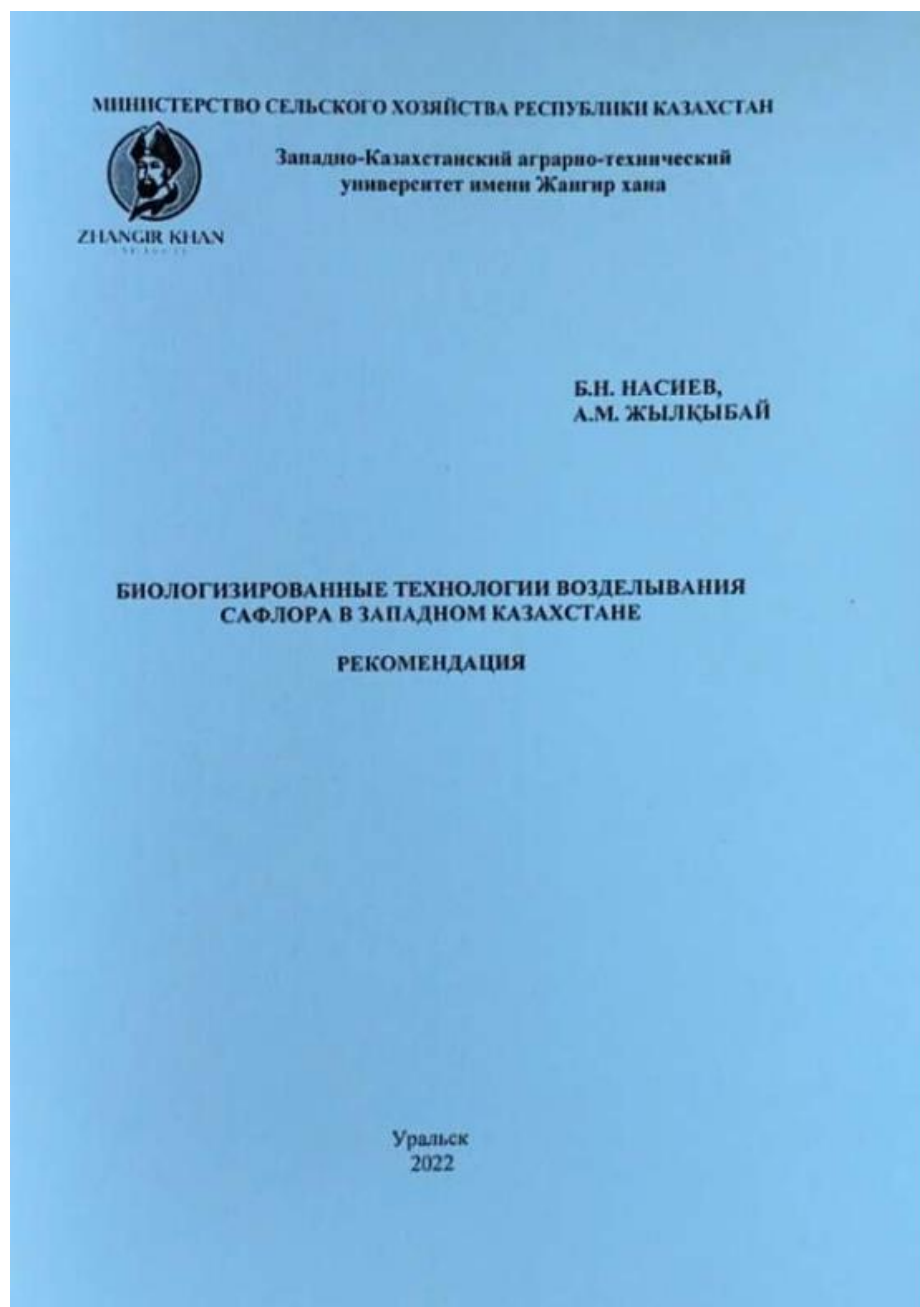 МИНИСТЕРСТВО СЕЛЬСКОГО ХОЗЯЙСТВА РЕСПУБЛИКИ КАЗАХСТАН
Западно-Казахстанский аграрно-технический
университет имени Жангир хана
ZHANGIR KHAN
Б.Н. НАСИЕВ,
А.М. ЖЫЛҚЫБАЙ
БИОЛОГИЗИРОВАННЫЕ ТЕХНОЛОГИИ ВОЗДЕЛЫВАНИЯ
САФЛОРА В ЗАПАДНОМ КАЗАХСТАНЕ
РЕКОМЕНДАЦИЯ
Уральск
2022